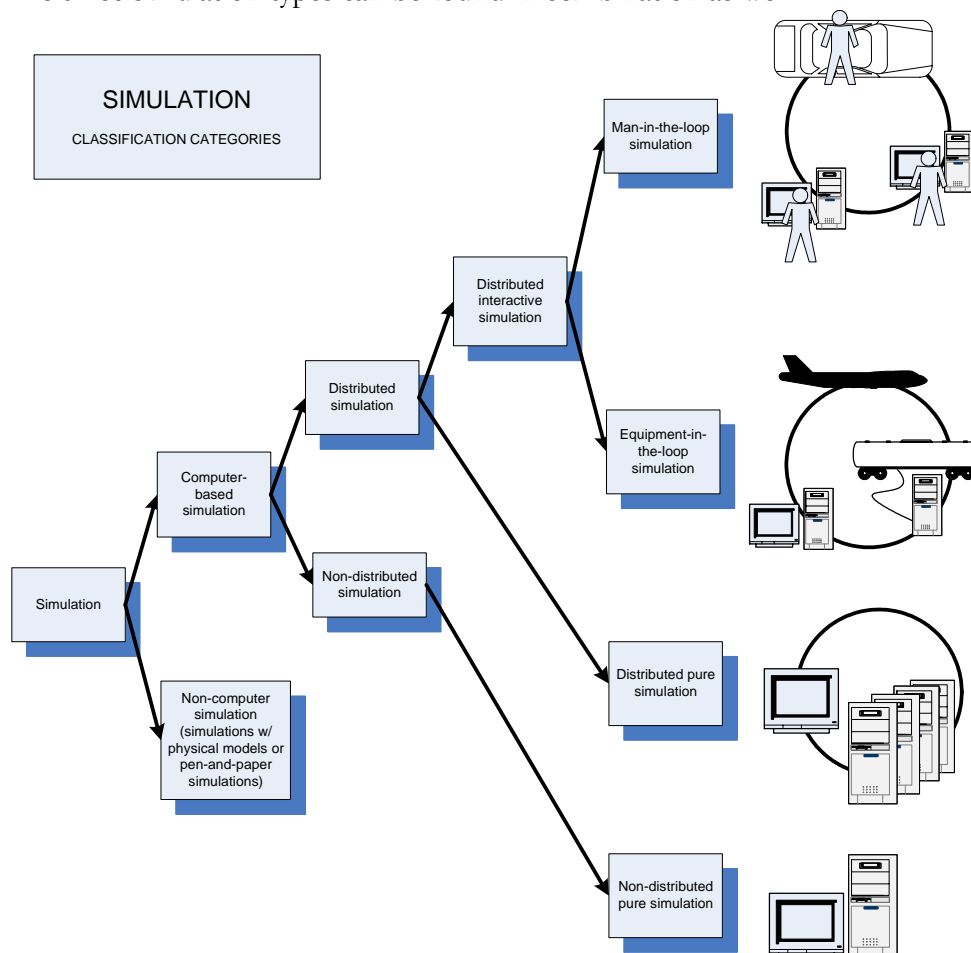 SIMULATION
CLASSIFICATION CATEGORIES
Man-in-the-loop
simulation
Distributed
interactive
simulation
Distributed
simulation
Equipment-in-
the-loop
simulation
Computer-
based
simulation
Non-distributed
simulation
Simulation
Distributed pure
simulation
Non-computer
simulation
(simulations w/
physical models or
pen-and-paper
simulations)
Non-distributed
pure simulation